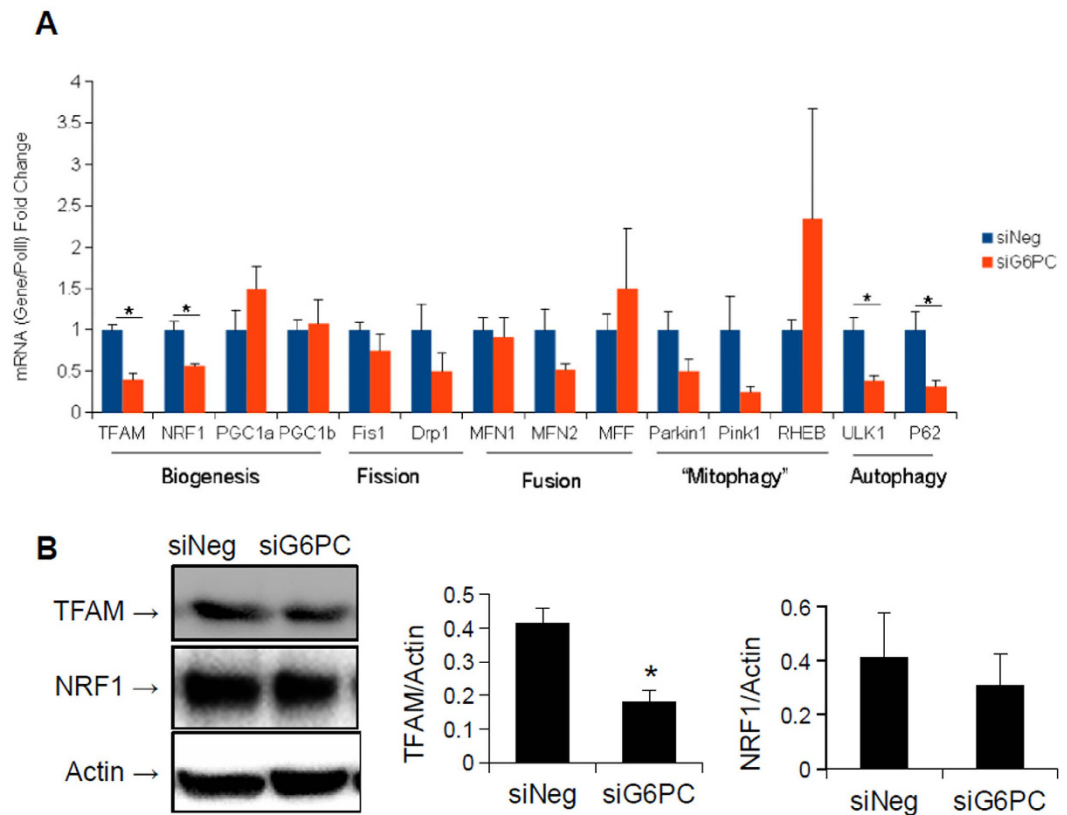 A
mRNA (Gene/PolII) Fold Change
4
3.5
3
2.5
2
1.5
1
0.5
0
* * * *
siNeg
siG6PC
TFAM NRF1 PGC1a PGC1b Fis1 Drp1 MFN1 MFN2 MFF Parkin1 Pink1 RHEB ULK1 P62
Biogenesis Fission Fusion “Mitophagy” Autophagy
B
siNeg siG6PC
TFAM →
NRF1 →
Actin →
TFAM/Actin
0.5
0.4
0.3
0.2
0.1
0
*
siNeg siG6PC
NRF1/Actin
0.6
0.4
0.2
0
siNeg siG6PC